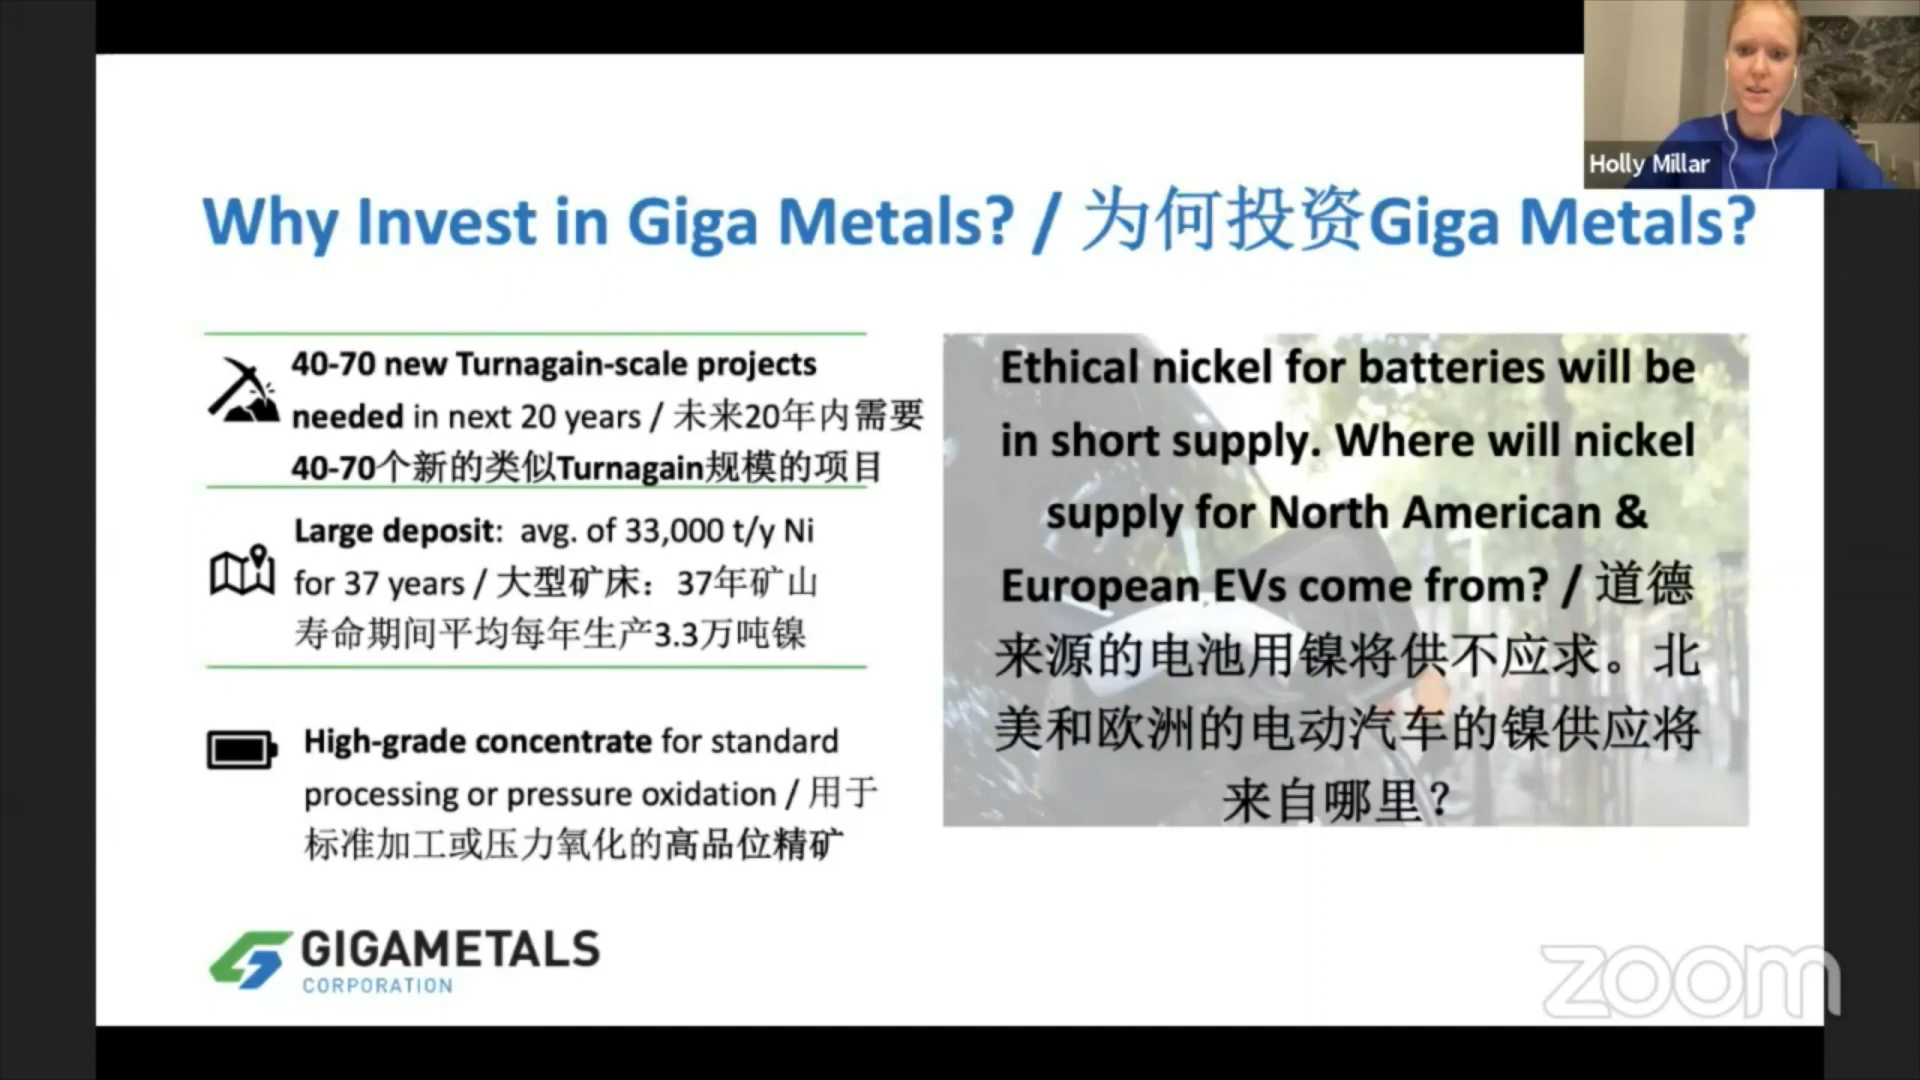 Holly Millar
Why Invest in Giga Metals? / 为何投资Giga Metals?
40-70 new Turnagain-scale projects
needed in next 20 years / 未来20年内需要
40-70个新的类似Turnagain规模的项目
Large deposit: avg. of 33,000 t/y Ni
for 37 years / 大型矿床：37年矿山
寿命期间平均每年生产3.3万吨镍
High-grade concentrate for standard
processing or pressure oxidation / 用于
标准加工或压力氧化的高品位精矿
Ethical nickel for batteries will be
in short supply. Where will nickel
supply for North American &
European EVs come from? / 道德
来源的电池用镍将供不应求。北
美和欧洲的电动汽车的镍供应将
来自哪里？
GIGAMETALS
CORPORATION
zoom